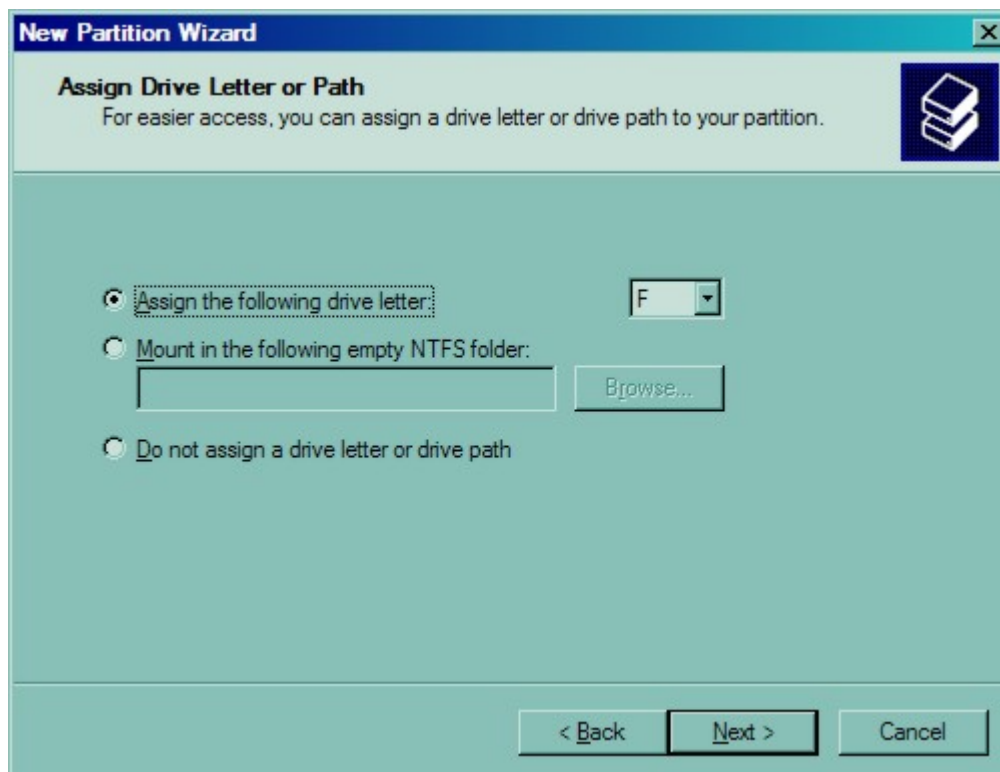 New Partition Wizard
Assign Drive Letter or Path
For easier access, you can assign a drive letter or drive path to your partition.
Assign the following drive letter: F
Mount in the following empty NTFS folder:
Browse...
Do not assign a drive letter or drive path
< Back Next > Cancel